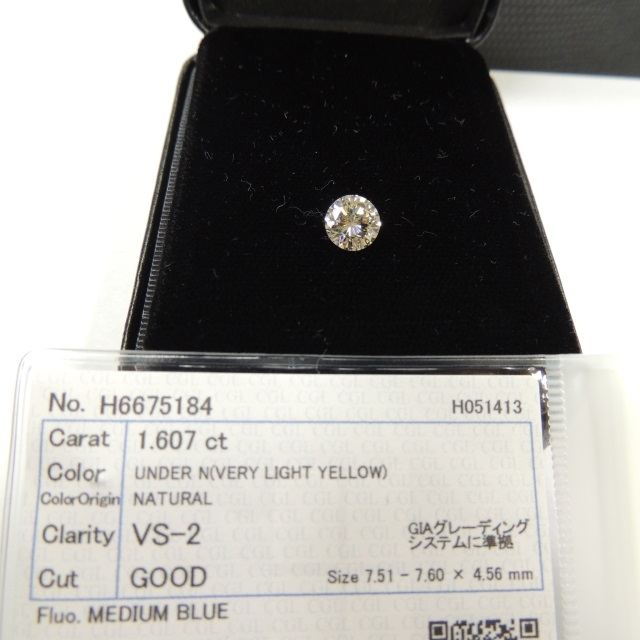 No. H6675184 H051413
Carat 1.607 ct
Color UNDER N(VERY LIGHT YELLOW)
ColorOrigin NATURAL
Clarity VS-2 GIAグレーディング
システムに準拠
Cut GOOD Size 7.51 - 7.60 × 4.56 mm
Fluo. MEDIUM BLUE